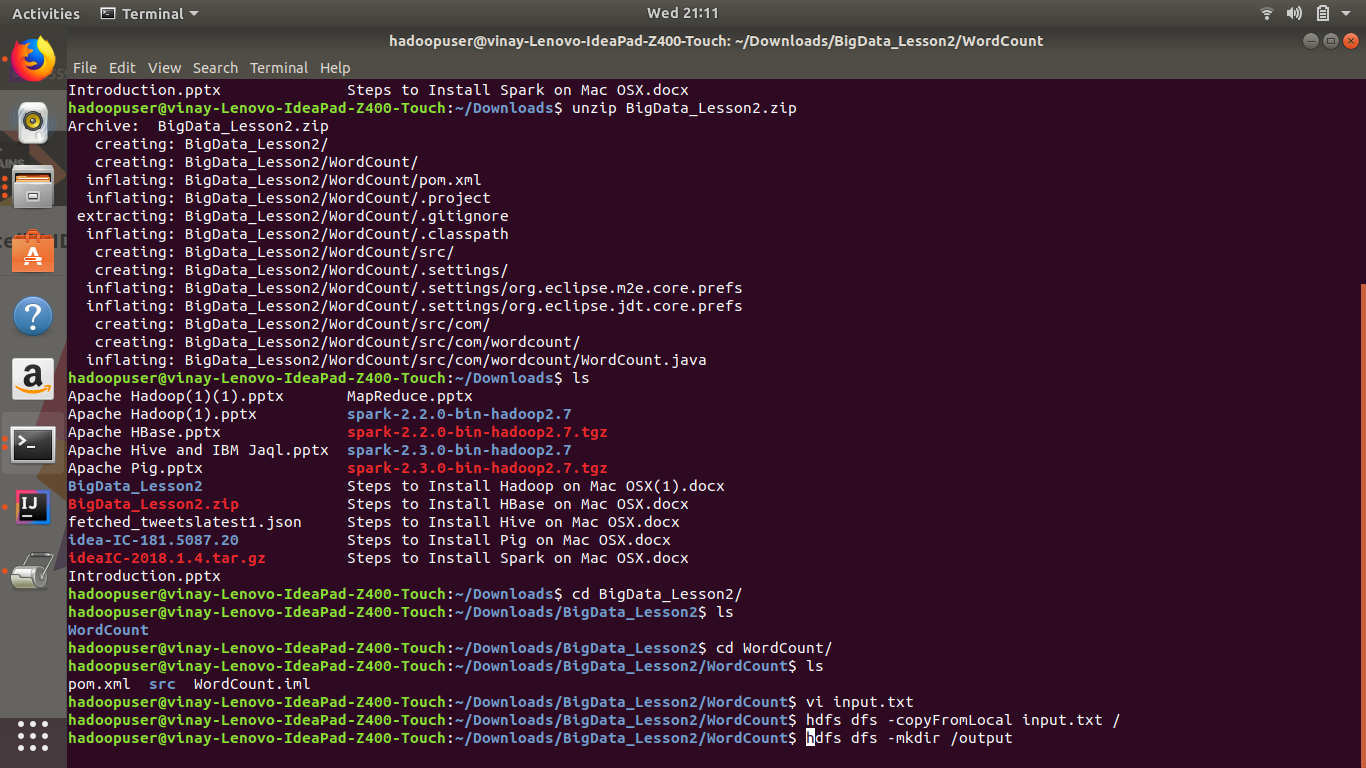 Activities Terminal Wed 21:11
hadoopuser@vinay-Lenovo-IdeaPad-Z400-Touch: ~/Downloads/BigData_Lesson2/WordCount
File Edit View Search Terminal Help
Introduction.pptx              Steps to Install Spark on Mac OSX.docx
hadoopuser@vinay-Lenovo-IdeaPad-Z400-Touch:~/Downloads$ unzip BigData_Lesson2.zip
Archive:  BigData_Lesson2.zip
   creating: BigData_Lesson2/
   creating: BigData_Lesson2/WordCount/
  inflating: BigData_Lesson2/WordCount/pom.xml
  inflating: BigData_Lesson2/WordCount/.project
 extracting: BigData_Lesson2/WordCount/.gitignore
  inflating: BigData_Lesson2/WordCount/.classpath
   creating: BigData_Lesson2/WordCount/src/
   creating: BigData_Lesson2/WordCount/.settings/
  inflating: BigData_Lesson2/WordCount/.settings/org.eclipse.m2e.core.prefs
  inflating: BigData_Lesson2/WordCount/.settings/org.eclipse.jdt.core.prefs
   creating: BigData_Lesson2/WordCount/src/com/
   creating: BigData_Lesson2/WordCount/src/com/wordcount/
  inflating: BigData_Lesson2/WordCount/src/com/wordcount/WordCount.java
hadoopuser@vinay-Lenovo-IdeaPad-Z400-Touch:~/Downloads$ ls
Apache Hadoop(1)(1).pptx       MapReduce.pptx
Apache Hadoop(1).pptx          spark-2.2.0-bin-hadoop2.7
Apache HBase.pptx              spark-2.2.0-bin-hadoop2.7.tgz
Apache Hive and IBM Jaql.pptx  spark-2.3.0-bin-hadoop2.7
Apache Pig.pptx                spark-2.3.0-bin-hadoop2.7.tgz
BigData_Lesson2                Steps to Install Hadoop on Mac OSX(1).docx
BigData_Lesson2.zip            Steps to Install HBase on Mac OSX.docx
fetched_tweetslatest1.json     Steps to Install Hive on Mac OSX.docx
idea-IC-181.5087.20            Steps to Install Pig on Mac OSX.docx
ideaIC-2018.1.4.tar.gz         Steps to Install Spark on Mac OSX.docx
Introduction.pptx
hadoopuser@vinay-Lenovo-IdeaPad-Z400-Touch:~/Downloads$ cd BigData_Lesson2/
hadoopuser@vinay-Lenovo-IdeaPad-Z400-Touch:~/Downloads/BigData_Lesson2$ ls
WordCount
hadoopuser@vinay-Lenovo-IdeaPad-Z400-Touch:~/Downloads/BigData_Lesson2$ cd WordCount/
hadoopuser@vinay-Lenovo-IdeaPad-Z400-Touch:~/Downloads/BigData_Lesson2/WordCount$ ls
pom.xml  src  WordCount.iml
hadoopuser@vinay-Lenovo-IdeaPad-Z400-Touch:~/Downloads/BigData_Lesson2/WordCount$ vi input.txt
hadoopuser@vinay-Lenovo-IdeaPad-Z400-Touch:~/Downloads/BigData_Lesson2/WordCount$ hdfs dfs -copyFromLocal input.txt /
hadoopuser@vinay-Lenovo-IdeaPad-Z400-Touch:~/Downloads/BigData_Lesson2/WordCount$ hdfs dfs -mkdir /output
A
?
a
>_
IJ